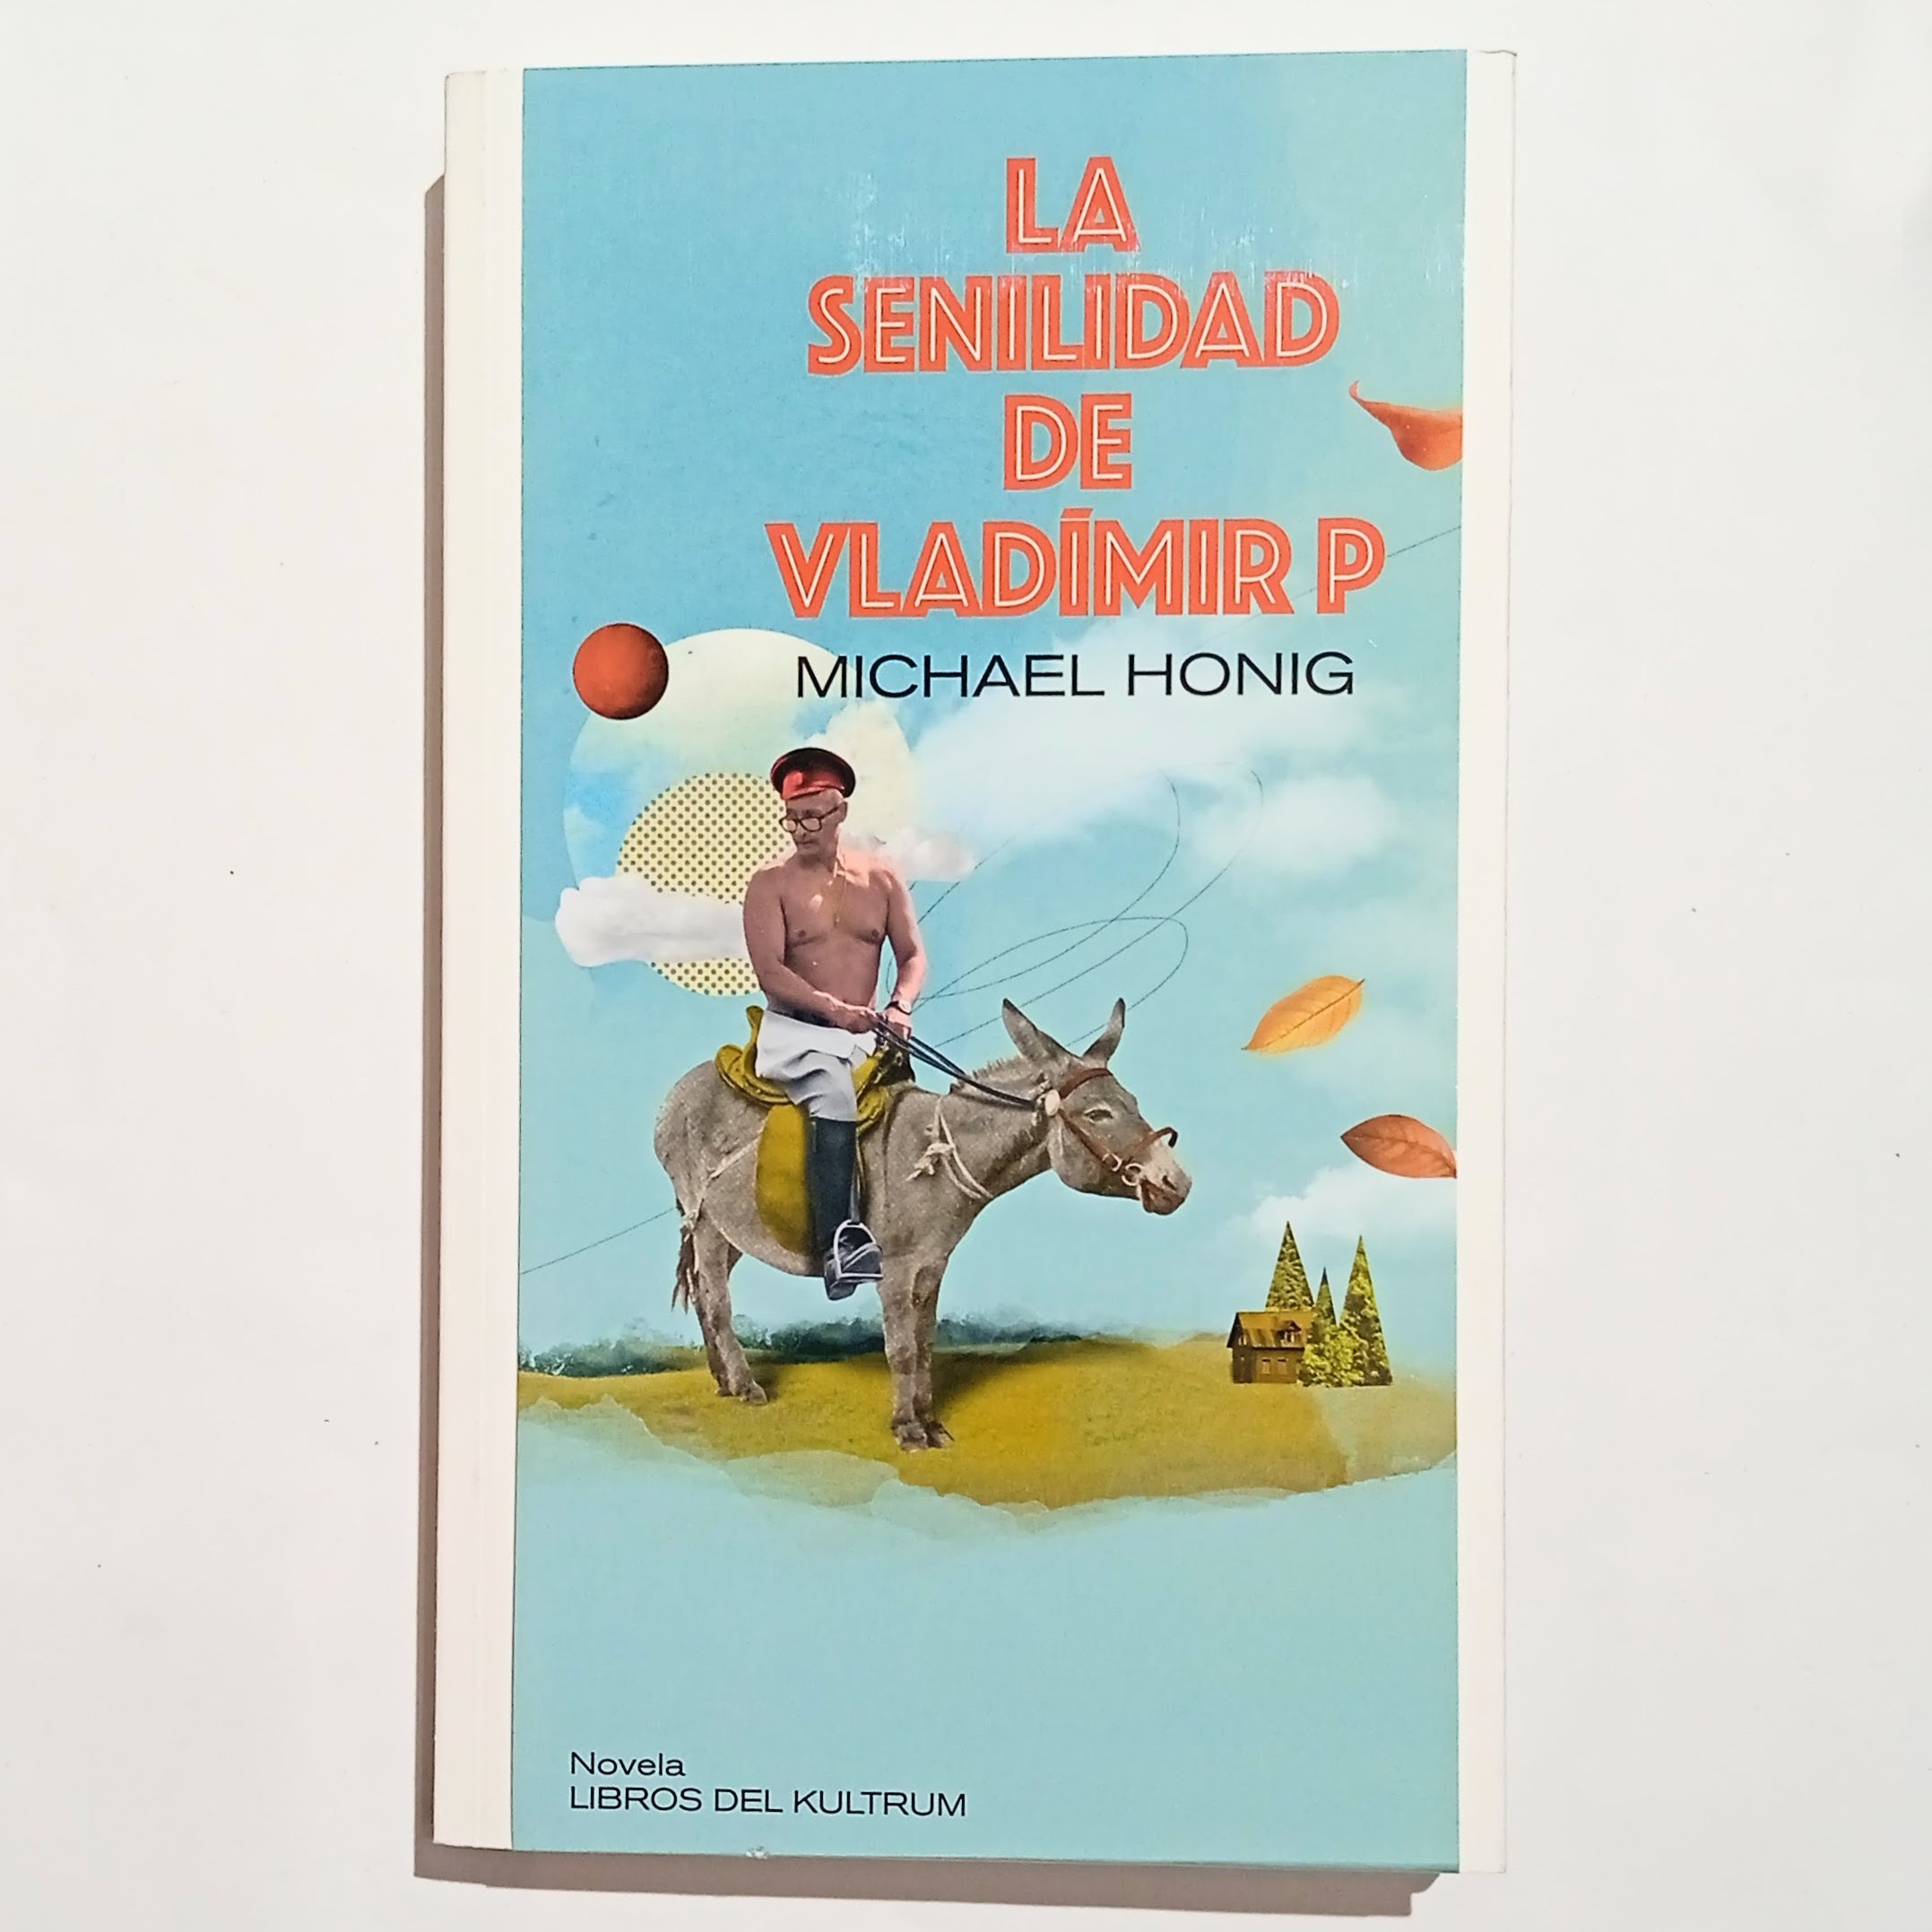 LA
SENILIDAD
DE
VLADÍMIR P
MICHAEL HONIG
Novela
LIBROS DEL KULTRUM